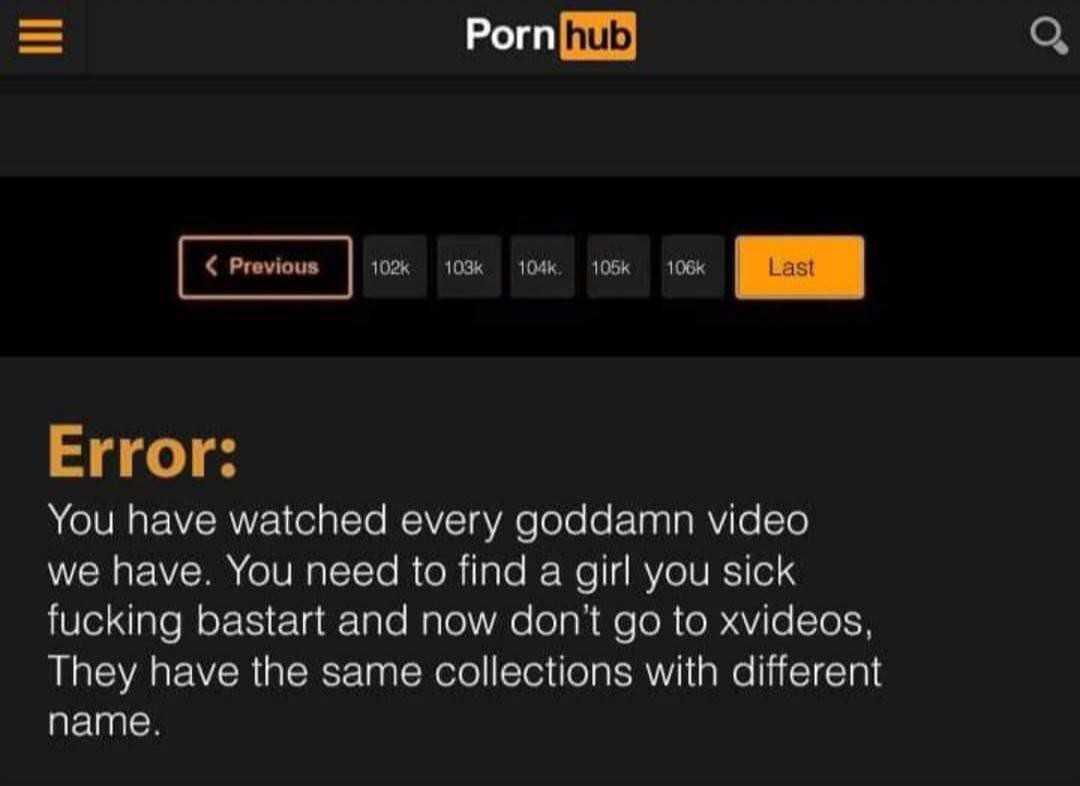 Porn hub
Previous 102k 103k 104k. 105k 106k Last
Error:
You have watched every goddamn video
we have. You need to find a girl you sick
fucking bastart and now don't go to xvideos,
They have the same collections with different
name.